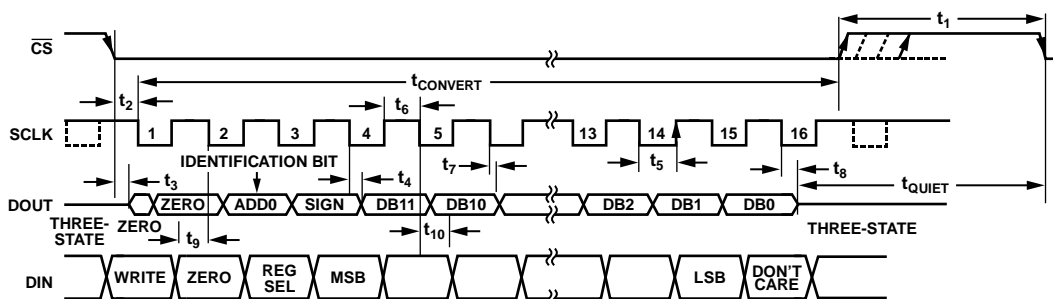 t1
CS
tCONVERT
t2
t6
SCLK
1 2 3 4 5 13 14 15 16
IDENTIFICATION BIT
t3
t4
t7
t5
t8
tQUIET
DOUT
ZERO ADD0 SIGN DB11 DB10 DB2 DB1 DB0
THREE-STATE
ZERO
t9
t10
THREE-STATE
DIN
WRITE ZERO REG SEL MSB LSB DON'T CARE